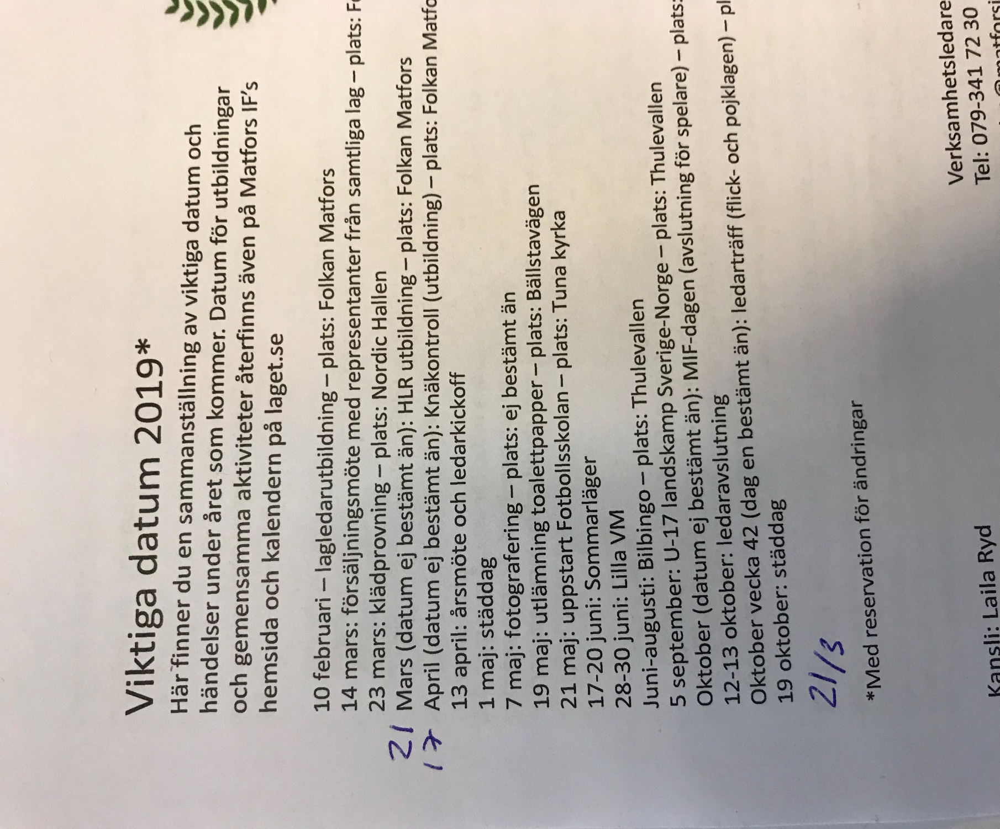 Viktiga datum 2019*
Här finner du en sammanställning av viktiga datum och
händelser under året som kommer. Datum för utbildningar
och gemensamma aktiviteter återfinns även på Matfors IF's
hemsida och kalendern på laget.se
10 februari – lagledarutbildning – plats: Folkan Matfors
14 mars: försäljningsmöte med representanter från samtliga lag – plats:
23 mars: klädprovning – plats: Nordic Hallen
21 Mars (datum ej bestämt än): HLR utbildning – plats: Folkan Matfors
17 April (datum ej bestämt än): Knäkontroll (utbildning) – plats: Folkan Matfo
13 april: årsmöte och ledarkickoff
1 maj: städdag
7 maj: fotografering – plats: ej bestämt än
19 maj: utlämning toalettpapper – plats: Bällstavägen
21 maj: uppstart Fotbollsskolan – plats: Tuna kyrka
17-20 juni: Sommarläger
28-30 juni: Lilla VM
Juni-augusti: Bilbingo – plats: Thulevallen
5 september: U-17 landskamp Sverige-Norge – plats: Thulevallen
Oktober (datum ej bestämt än): MIF-dagen (avslutning för spelare) – plats:
12-13 oktober: ledaravslutning
Oktober vecka 42 (dag en bestämt än): ledarträff (flick- och pojklagen) – pl
19 oktober: städdag
21/3
*Med reservation för ändringar
Kansli: Laila Ryd
Verksamhetsledare
Tel: 079-341 72 30